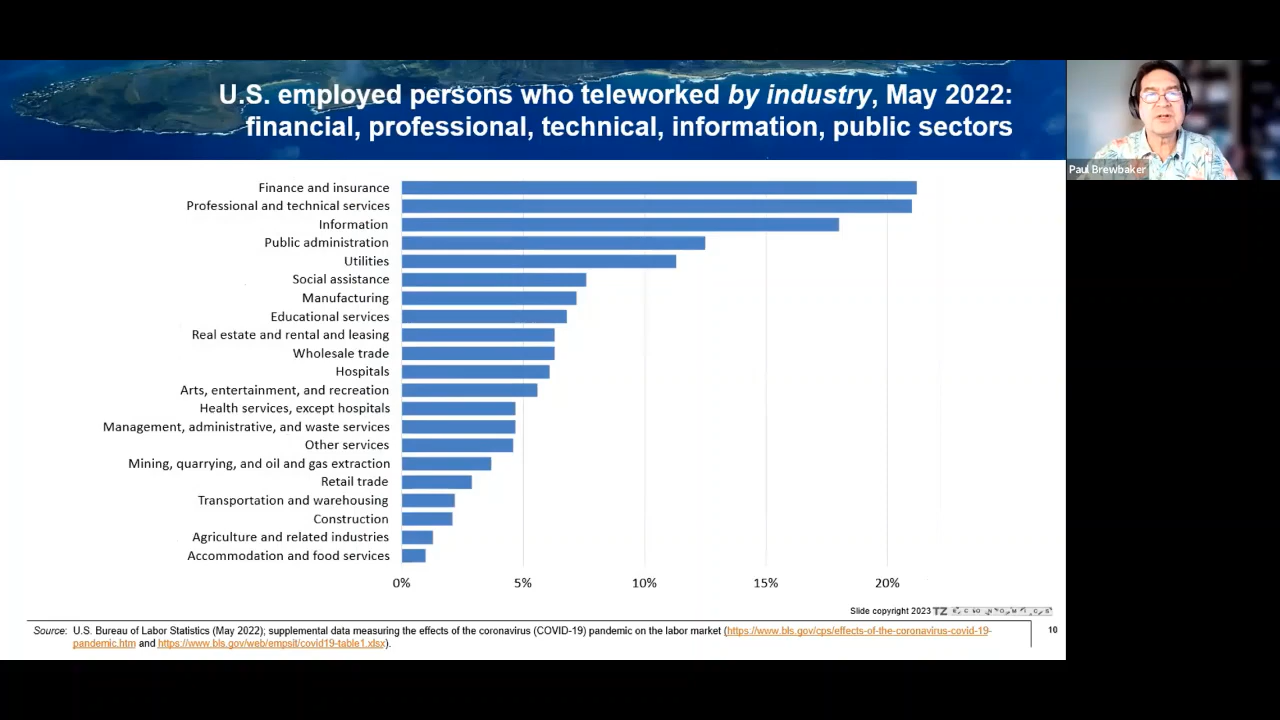 U.S. employed persons who teleworked by industry, May 2022:
financial, professional, technical, information, public sectors
Paul Brewbaker
Finance and insurance
Professional and technical services
Information
Public administration
Utilities
Social assistance
Manufacturing
Educational services
Real estate and rental and leasing
Wholesale trade
Hospitals
Arts, entertainment, and recreation
Health services, except hospitals
Management, administrative, and waste services
Other services
Mining, quarrying, and oil and gas extraction
Retail trade
Transportation and warehousing
Construction
Agriculture and related industries
Accommodation and food services
0% 5% 10% 15% 20%
Slide copyright 2023 TZ ECONOMICS
Source: U.S. Bureau of Labor Statistics (May 2022); supplemental data measuring the effects of the coronavirus (COVID-19) pandemic on the labor market (https://www.bls.gov/cps/effects-of-the-coronavirus-covid-19-
pandemic.htm and https://www.bls.gov/web/empsit/covid19-table1.xlsx).
10